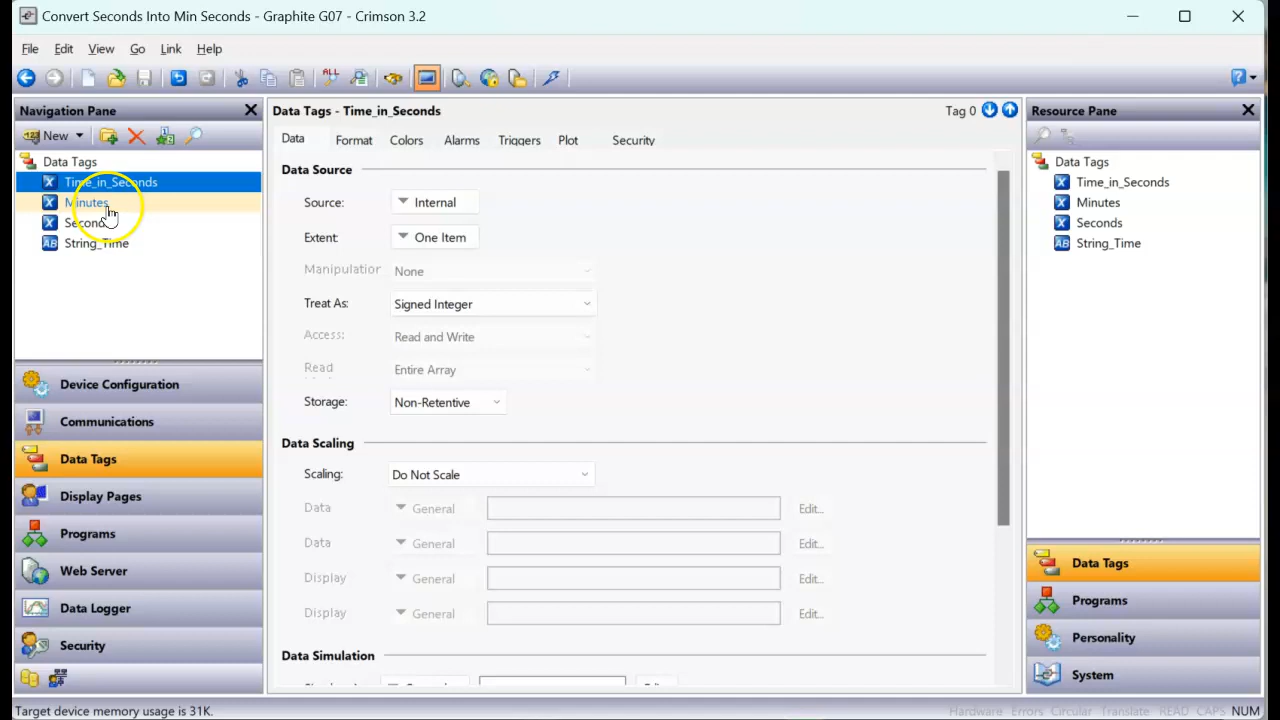 Convert Seconds Into Min Seconds - Graphite G07 - Crimson 3.2
File Edit View Go Link Help
Navigation Pane
New
Data Tags
Time_in_Seconds
Minutes
Seconds
String_Time
Device Configuration
Communications
Data Tags
Display Pages
Programs
Web Server
Data Logger
Security
Data Tags - Time_in_Seconds
Tag 0
Data Format Colors Alarms Triggers Plot Security
Data Source
Source: Internal
Extent: One Item
Manipulation None
Treat As: Signed Integer
Access: Read and Write
Read Entire Array
Storage: Non-Retentive
Data Scaling
Scaling: Do Not Scale
Data General Edit...
Data General Edit...
Display General Edit...
Display General Edit...
Data Simulation
Resource Pane
Data Tags
Time_in_Seconds
Minutes
Seconds
String_Time
Data Tags
Programs
Personality
System
Target device memory usage is 31K.
Hardware Errors Circular Translate READ CAPS NUM